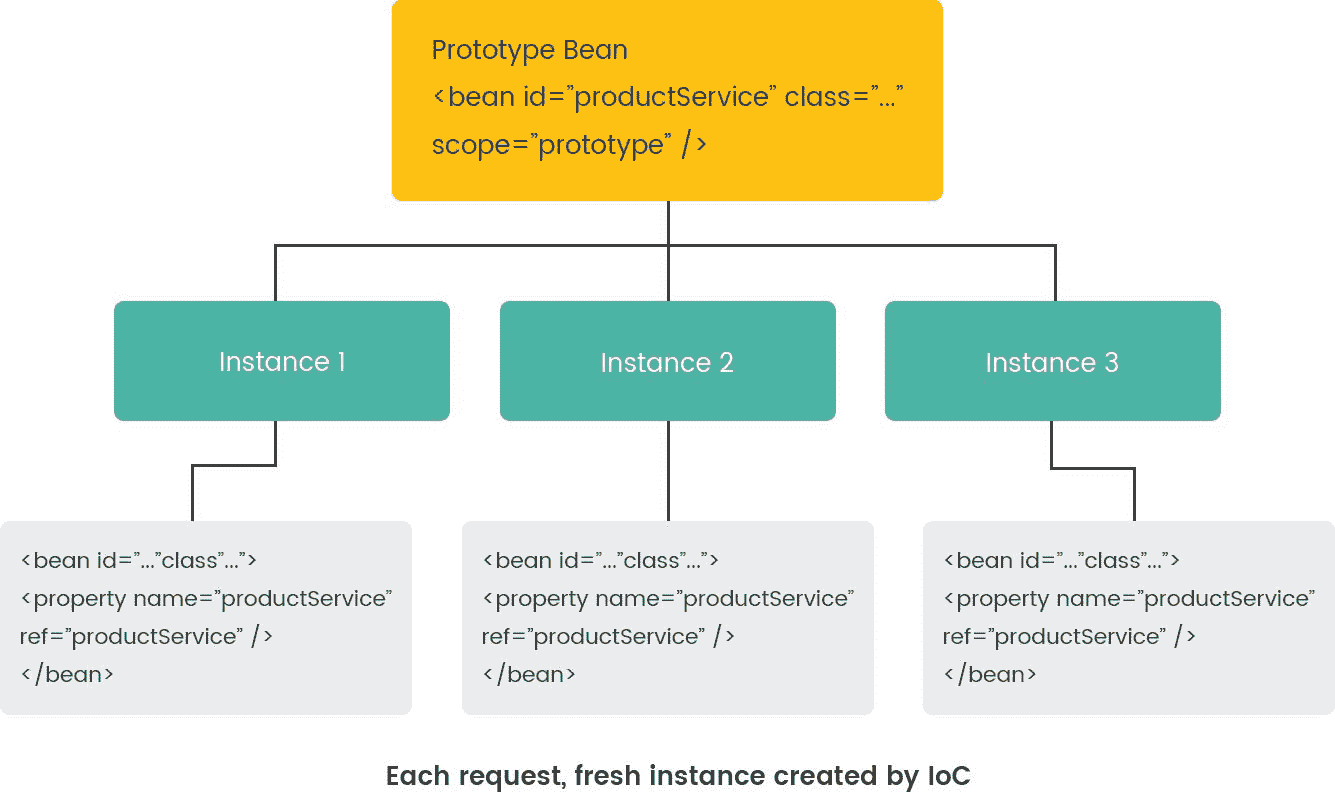 Prototype Bean
<bean id=”productService” class=”...”
scope=”prototype” />
Instance 1
Instance 2
Instance 3
<bean id=”...”class”...”>
<property name=”productService”
ref=”productService” />
</bean>
<bean id=”...”class”...”>
<property name=”productService”
ref=”productService” />
</bean>
<bean id=”...”class”...”>
<property name=”productService”
ref=”productService” />
</bean>
Each request, fresh instance created by IoC